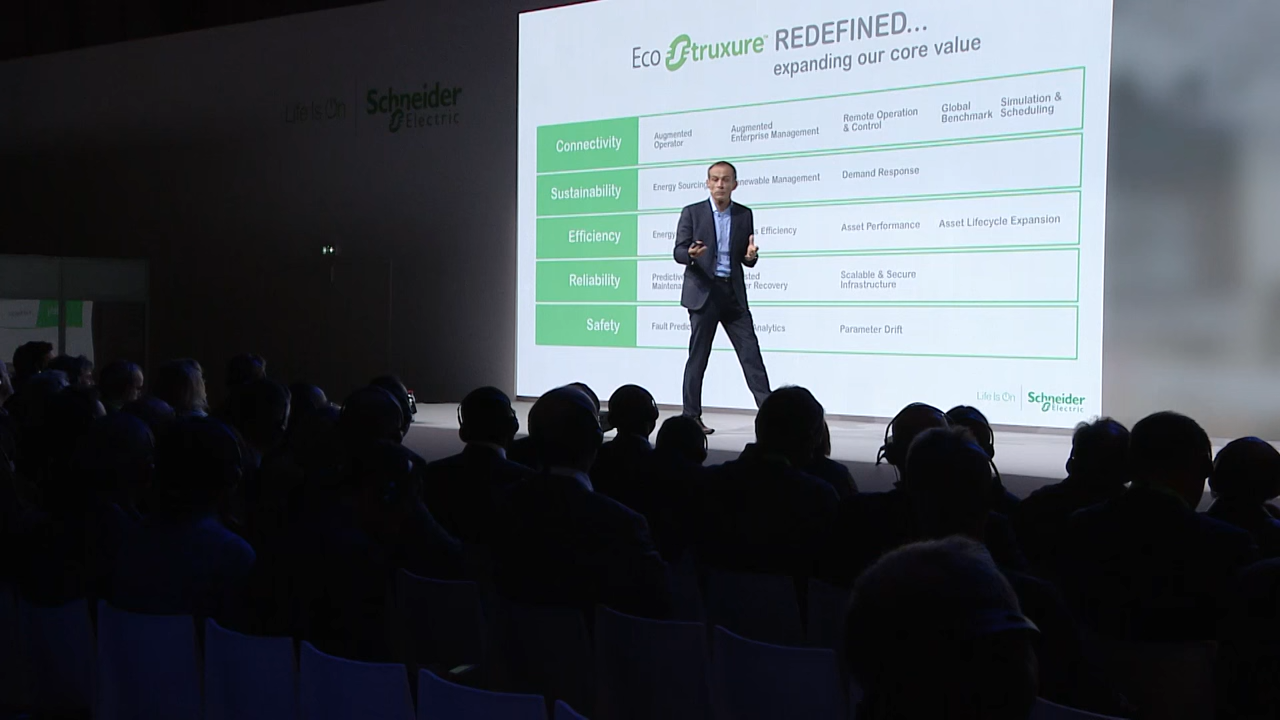 EcoStruxure™ REDEFINED...
expanding our core value
Life Is On
Schneider
Electric
Connectivity
Augmented
Operator
Augmented
Enterprise Management
Remote Operation
& Control
Global
Benchmark
Simulation &
Scheduling
Sustainability
Energy Sourcing
Management
Demand Response
Efficiency
Energy
Efficiency
Asset Performance
Asset Lifecycle Expansion
Reliability
Recovery
Scalable & Secure
Infrastructure
Safety
Fault
Analytics
Parameter Drift
Life Is On
Schneider
Electric